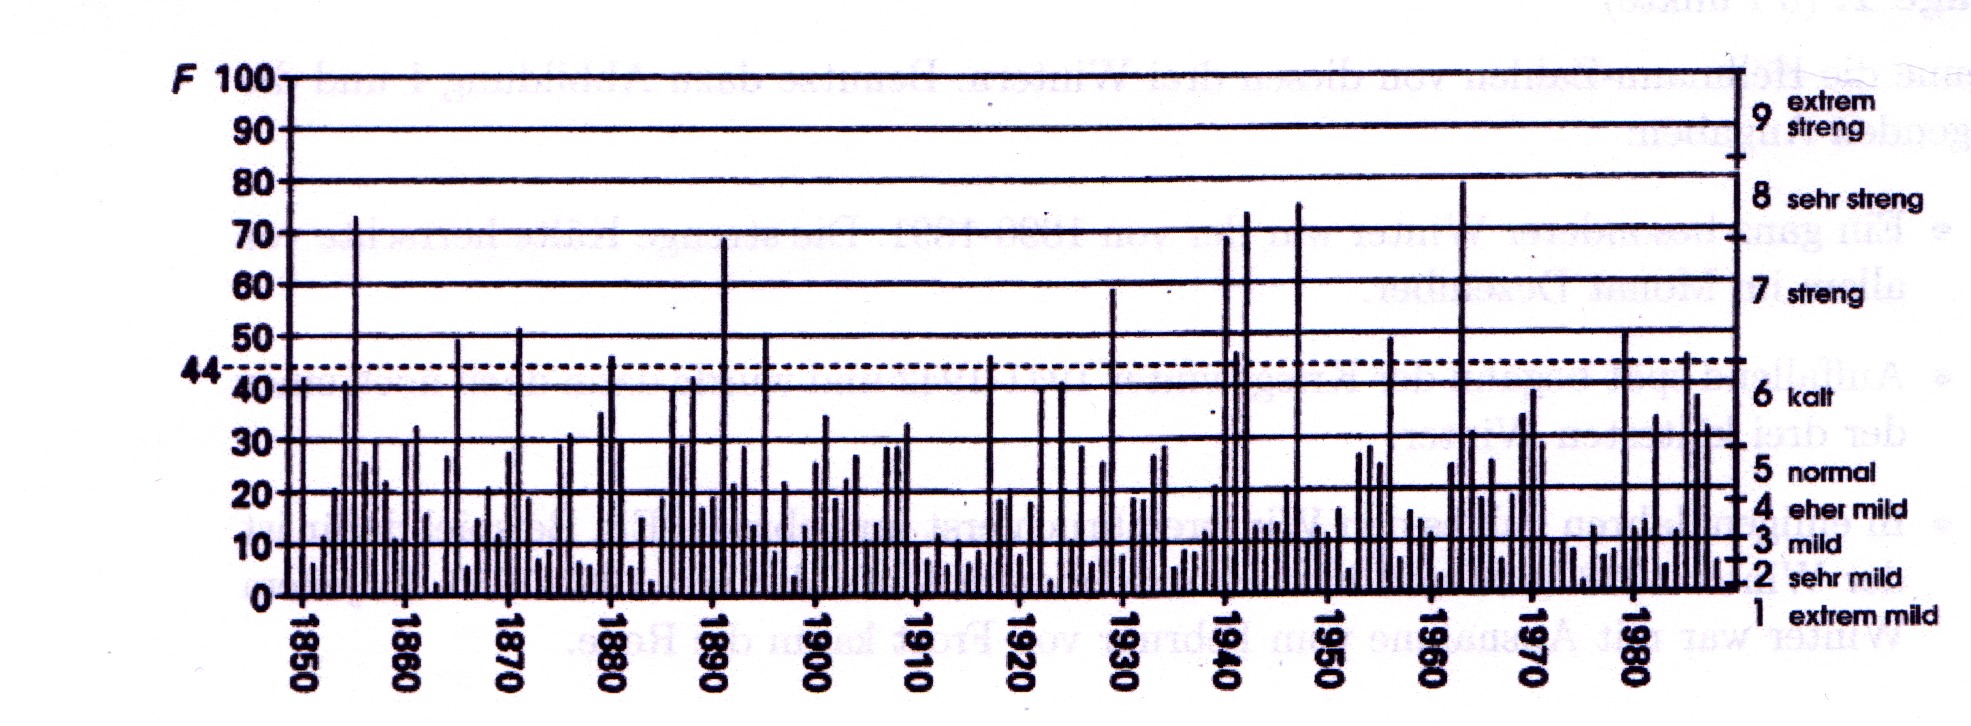 F 100
90
80
70
60
50
44
40
30
20
10
0
9 extrem
streng
8 sehr streng
7 streng
6 kalt
5 normal
4 eher mild
3 mild
2 sehr mild
1 extrem mild
1850 1860 1870 1880 1890 1900 1910 1920 1930 1940 1950 1960 1970 1980